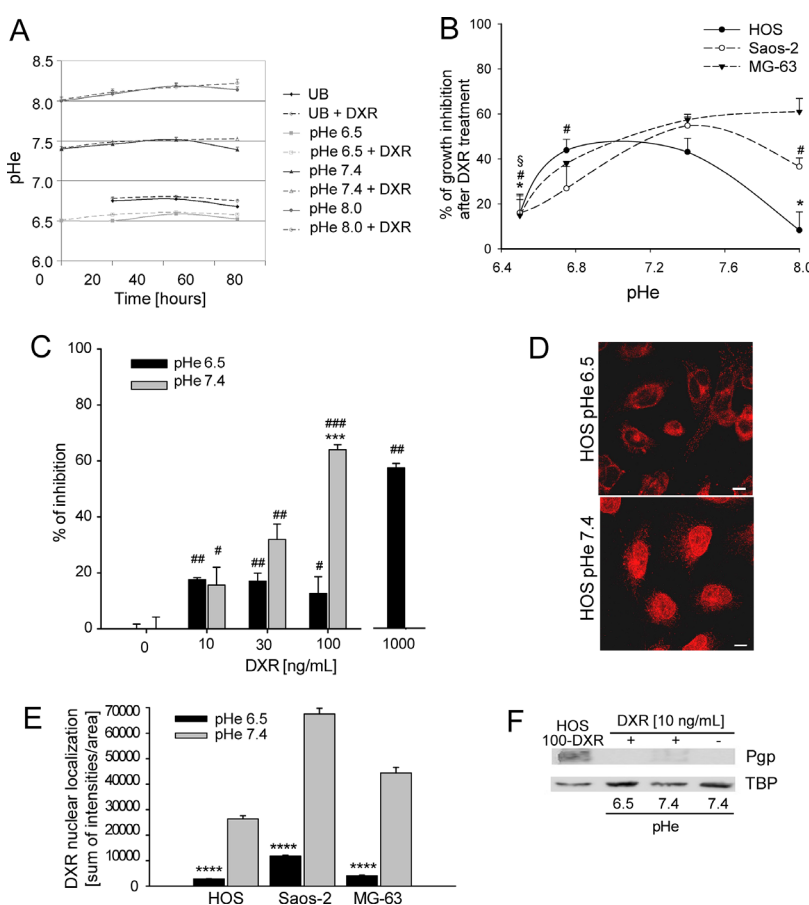 A
8.5
8.0
7.5
7.0
6.5
6.0
pHe
0 20 40 60 80
Time [hours]
UB
UB + DXR
pHe 6.5
pHe 6.5 + DXR
pHe 7.4
pHe 7.4 + DXR
pHe 8.0
pHe 8.0 + DXR
B
HOS
Saos-2
MG-63
100
80
60
40
20
0
% of growth inhibition
after DXR treatment
§
#
*
#
#
*
6.4 6.8 7.2 7.6 8.0
pHe
C
pHe 6.5
pHe 7.4
100
80
60
40
20
0
% of inhibition
## #
## ##
#
###
***
##
0 10 30 100 1000
DXR [ng/mL]
D
HOS pHe 6.5
HOS pHe 7.4
E
pHe 6.5
pHe 7.4
70000
60000
50000
40000
30000
20000
10000
0
DXR nuclear localization
[sum of intensities/area]
**** **** ****
HOS Saos-2 MG-63
F
HOS
100-DXR
DXR [10 ng/mL]
+ + -
Pgp
TBP
6.5 7.4 7.4
pHe